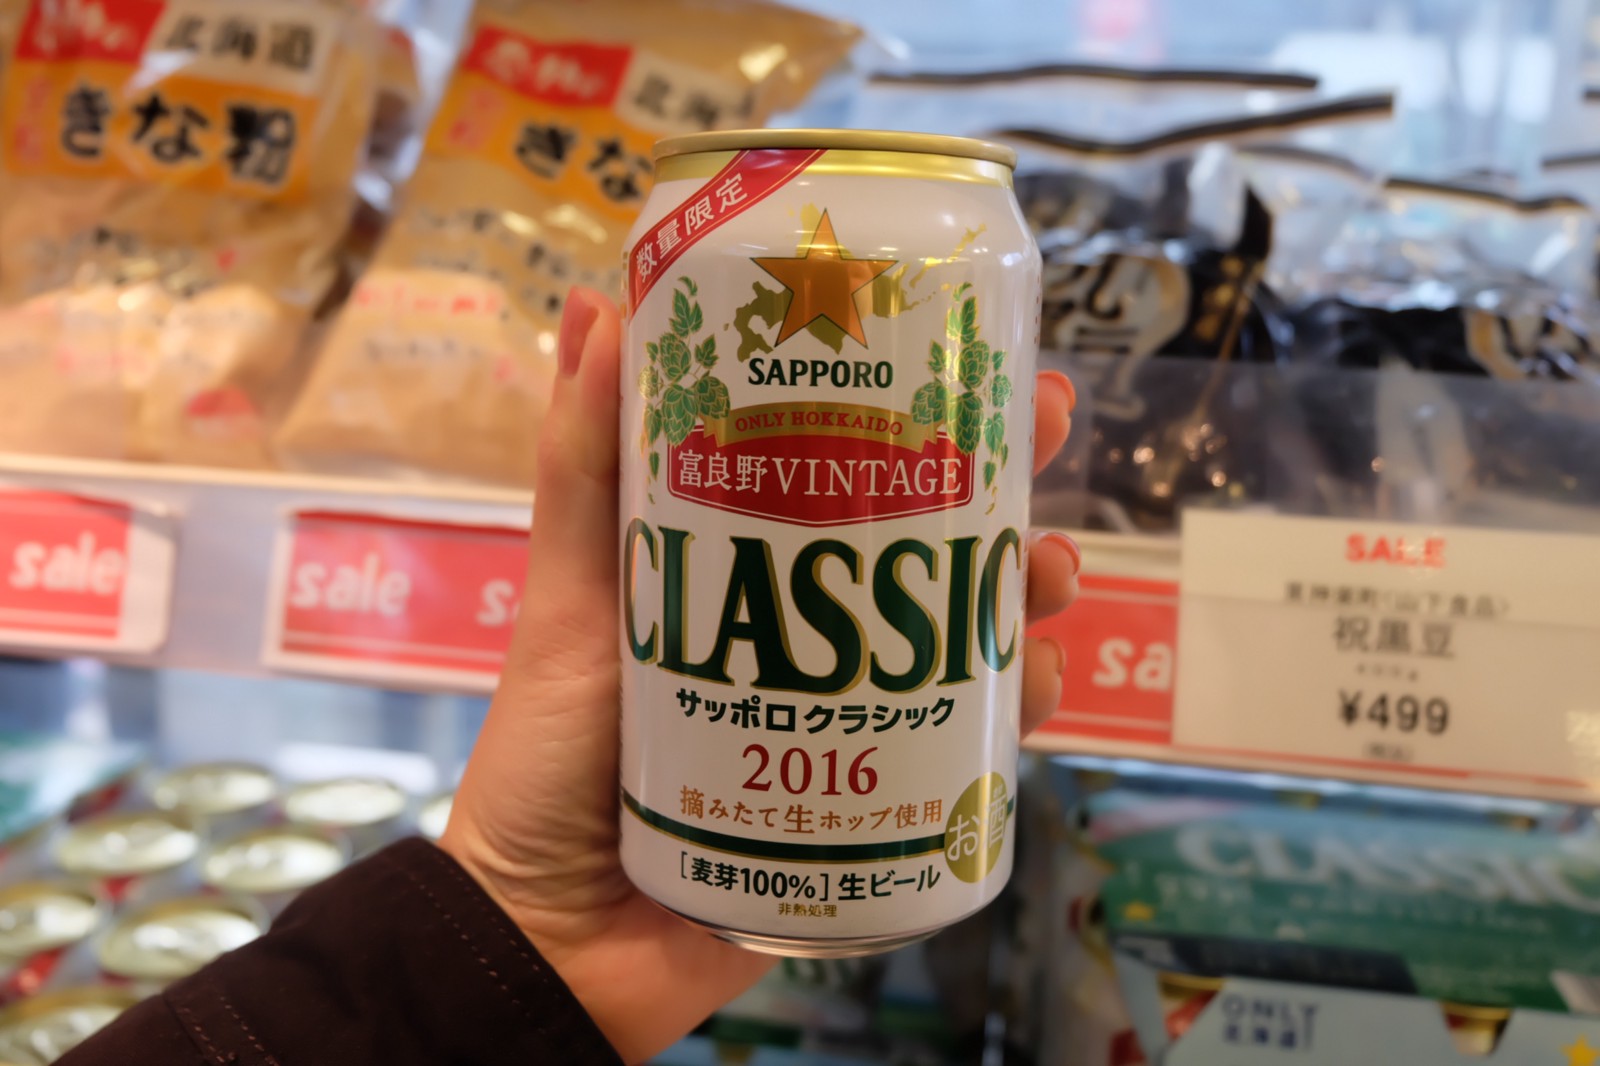 北海道
きな粉
北海
きな
数量限定
SAPPORO
ONLY HOKKAIDO
富良野VINTAGE
CLASSIC
サッポロクラシック
2016
摘みたて生ホップ使用
お酒
[麦芽100%]生ビール
非熱処理
sale
sale
sa
SALE
祝黒豆
¥499
CLASSIC
ONLY
北海道!